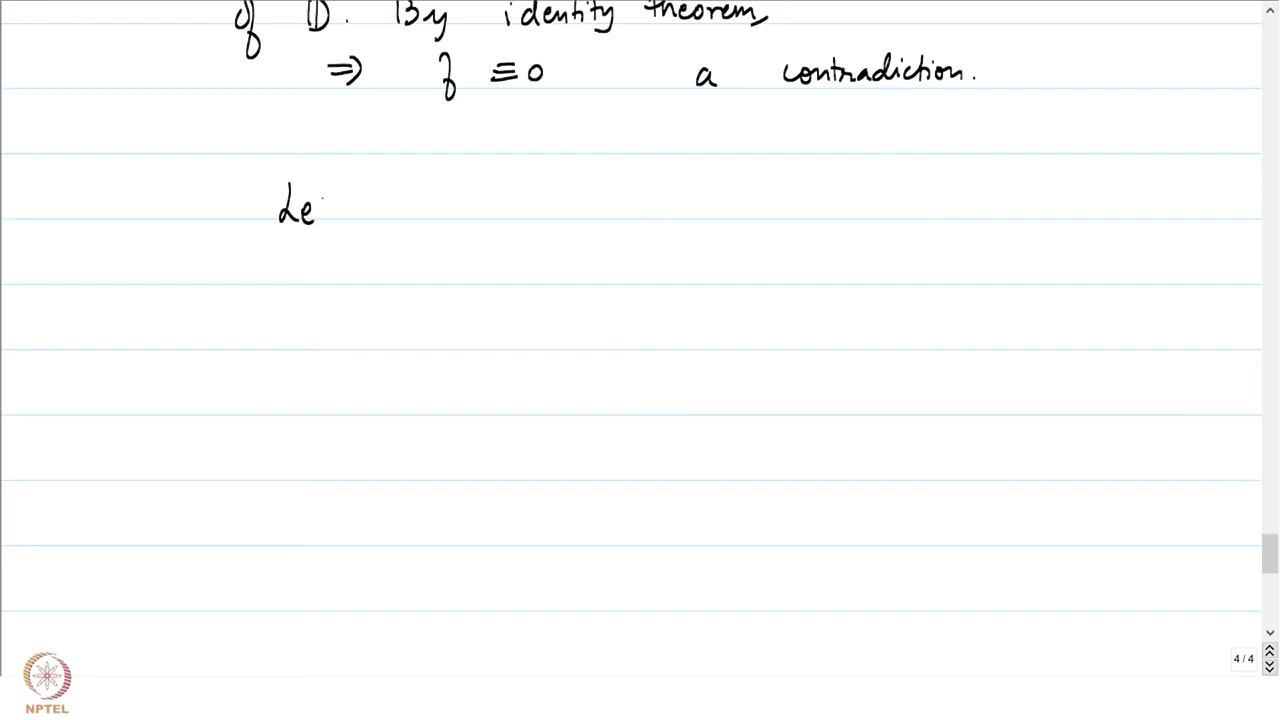 of D. By identity theorem,
⇒ f ≡ 0 a contradiction.
Le
4 / 4
NPTEL